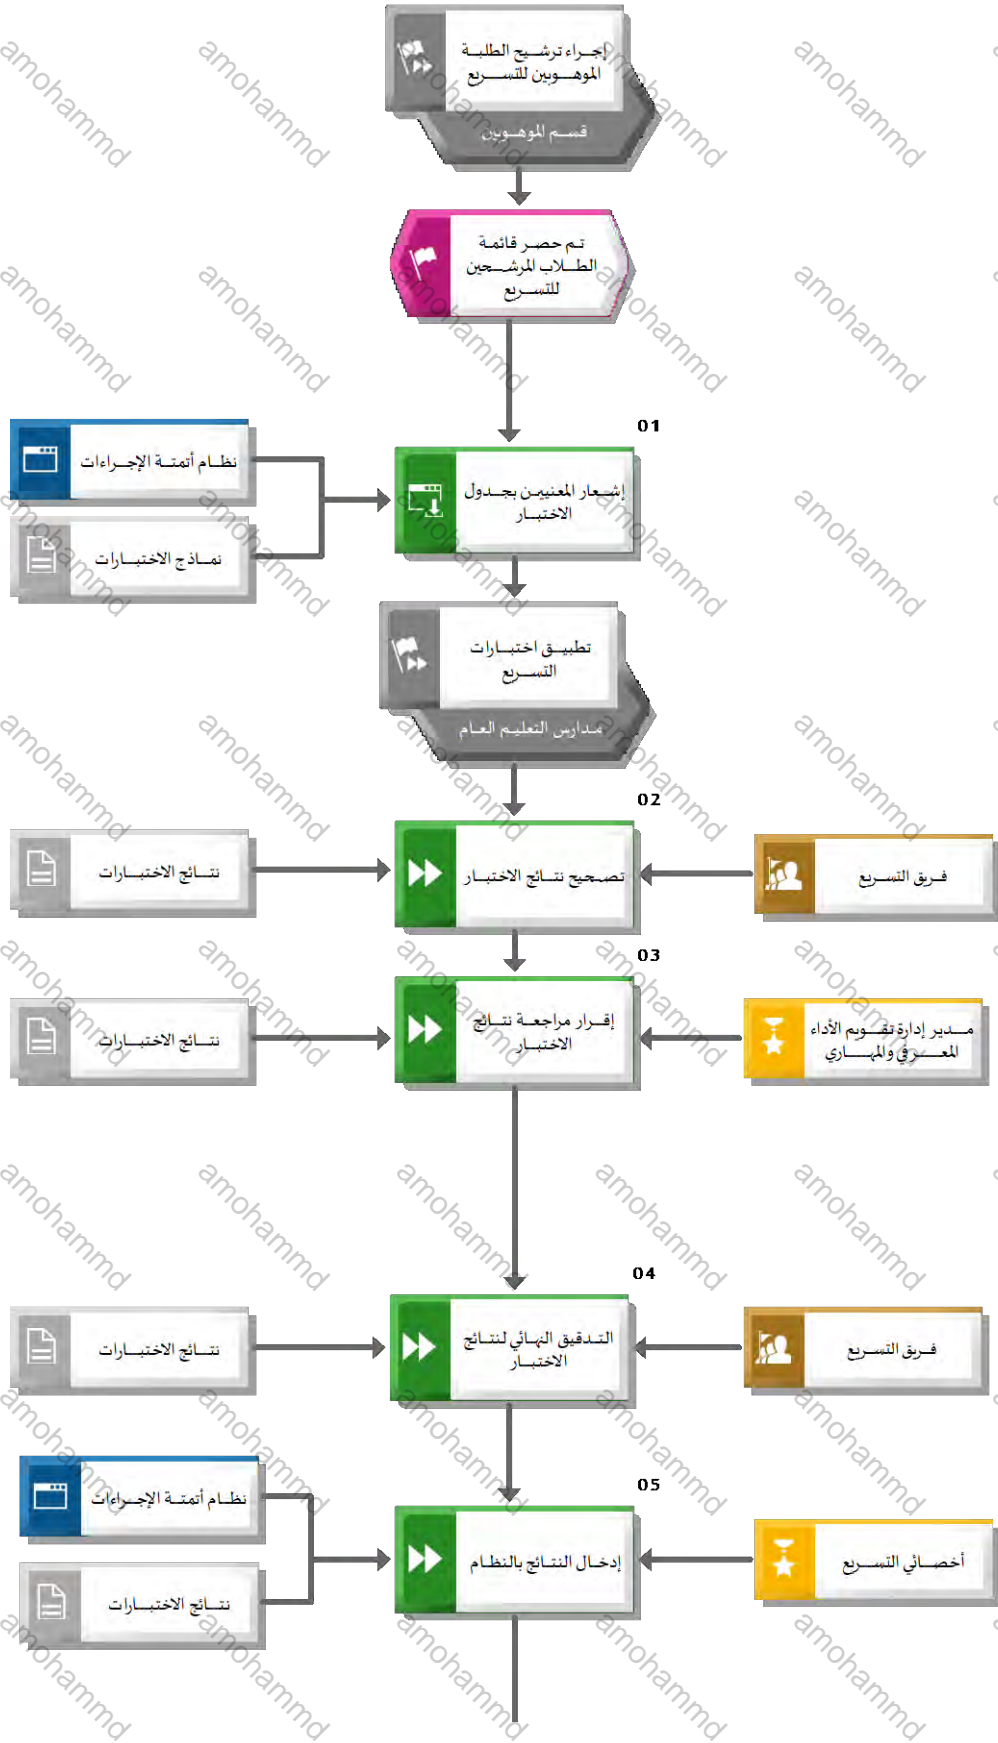 إجراء ترشيح الطلبة
الموهوبين للتسريع
قسم الموهوبين
تم حصر قائمة
الطلاب المرشحين
للتسريع
01
نظام أتمتة الإجراءات
إشعار المعنيين بجدول
الاختبار
نماذج الاختبارات
تطبيق اختبارات
التسريع
مدارس التعليم العام
02
فريق التسريع
تصحيح نتائج الاختبار
نتائج الاختبارات
03
مدير إدارة تقويم الأداء
المعرفي والمهاري
إقرار مراجعة نتائج
الاختبار
نتائج الاختبارات
04
فريق التسريع
التدقيق النهائي لنتائج
الاختبار
نتائج الاختبارات
05
نظام أتمتة الإجراءات
أخصائي التسريع
إدخال النتائج بالنظام
نتائج الاختبارات
amohammd